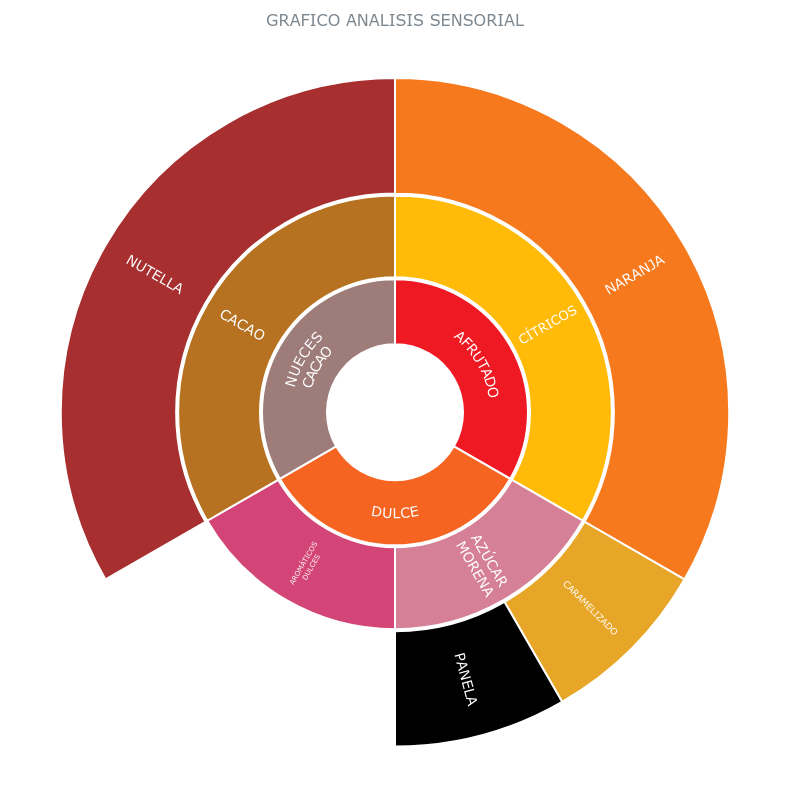 GRAFICO ANALISIS SENSORIAL
NUTELLA
NARANJA
CACAO
CÍTRICOS
NUECES
CACAO
AFRUTADO
DULCE
AROMÁTICOS
DULCES
AZÚCAR
MORENA
CARAMELIZADO
PANELA